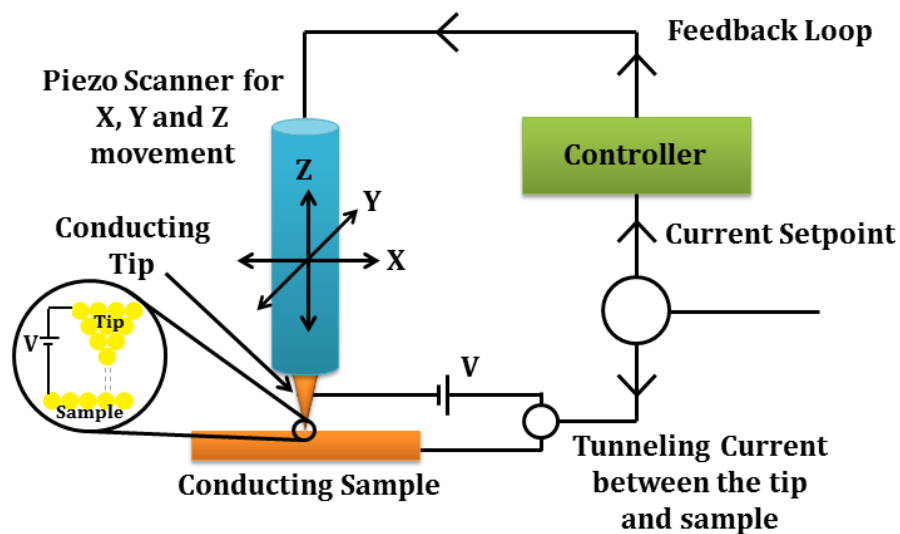 Feedback Loop
Piezo Scanner for
X, Y and Z
movement
Controller
Z
Y
X
Conducting
Tip
Current Setpoint
Tip
V
Sample
V
Conducting Sample
Tunneling Current
between the tip
and sample